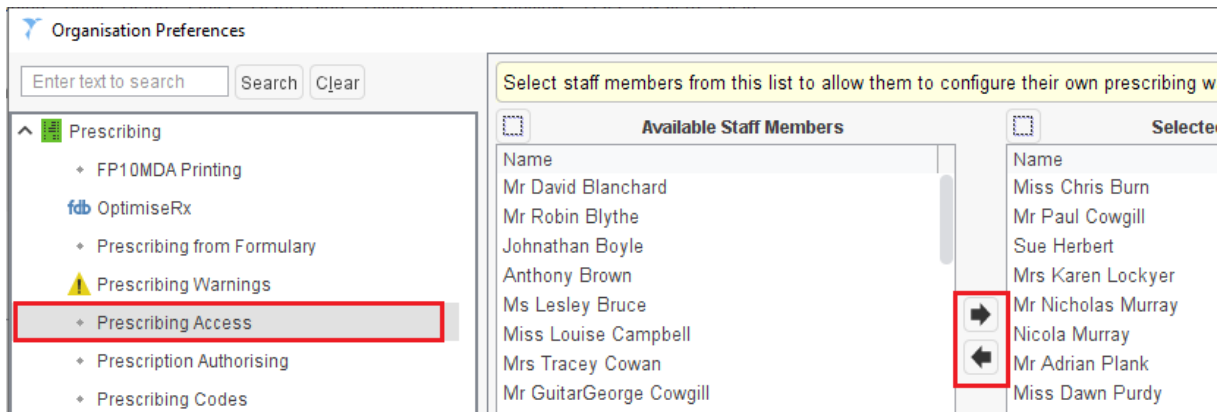 Organisation Preferences
Enter text to search Search Clear
Select staff members from this list to allow them to configure their own prescribing w
Prescribing
FP10MDA Printing
fdb OptimiseRx
Prescribing from Formulary
Prescribing Warnings
Prescribing Access
Prescription Authorising
Prescribing Codes
Available Staff Members
Name
Mr David Blanchard
Mr Robin Blythe
Johnathan Boyle
Anthony Brown
Ms Lesley Bruce
Miss Louise Campbell
Mrs Tracey Cowan
Mr GuitarGeorge Cowgill
Selected
Name
Miss Chris Burn
Mr Paul Cowgill
Sue Herbert
Mrs Karen Lockyer
Mr Nicholas Murray
Nicola Murray
Mr Adrian Plank
Miss Dawn Purdy